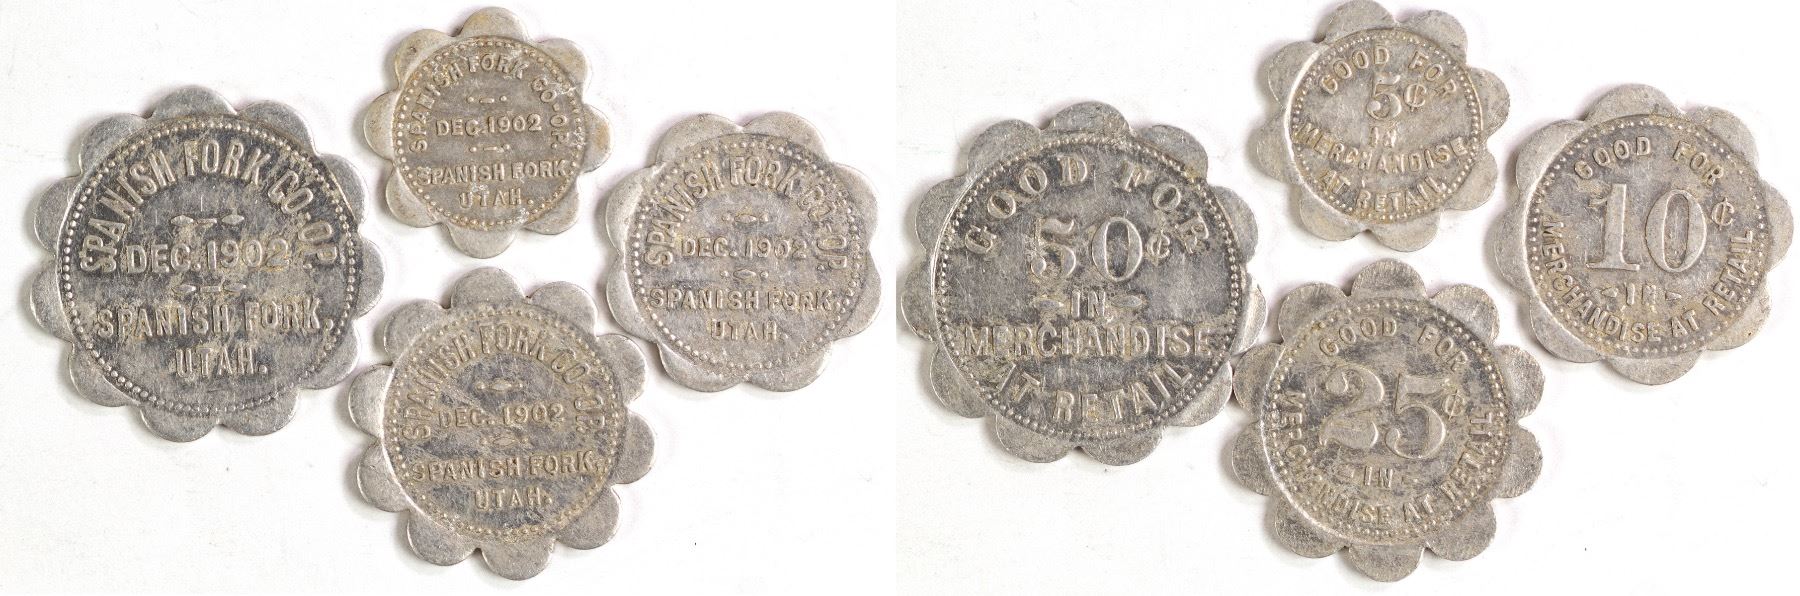 SPANISH FORK CO-OP.
DEC. 1902
SPANISH FORK,
UTAH.
SPANISH FORK CO-OP.
DEC. 1902
SPANISH FORK,
UTAH.
SPANISH FORK CO-OP.
DEC. 1902
SPANISH FORK,
UTAH.
SPANISH FORK CO-OP.
DEC. 1902
SPANISH FORK,
UTAH.
GOOD FOR
50¢
IN
MERCHANDISE
AT RETAIL
GOOD FOR
5¢
IN
MERCHANDISE
AT RETAIL
GOOD FOR
10¢
IN
MERCHANDISE AT RETAIL
GOOD FOR
25¢
IN
MERCHANDISE AT RETAIL